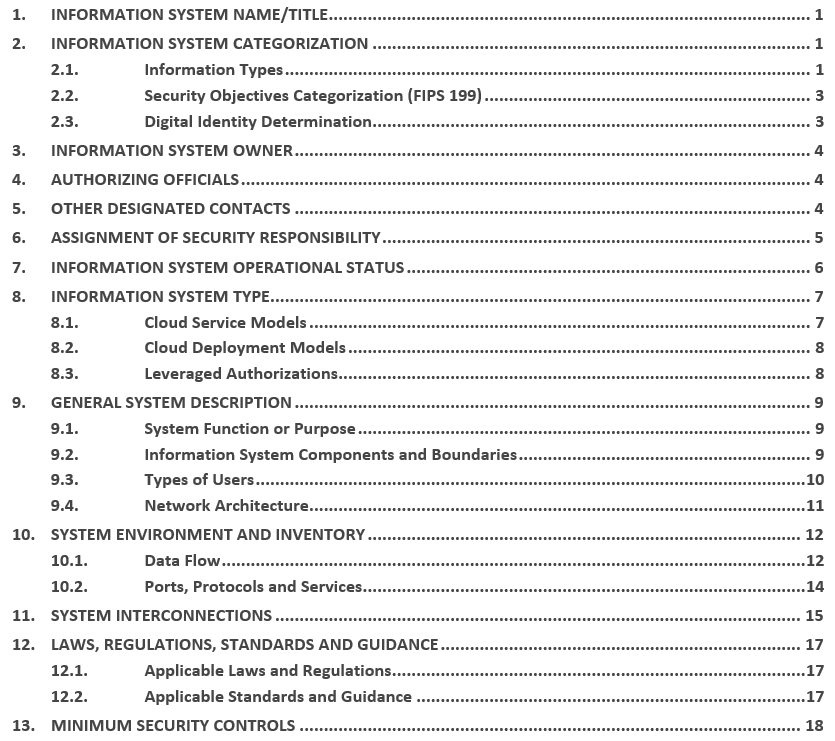 1. INFORMATION SYSTEM NAME/TITLE.......... 1
2. INFORMATION SYSTEM CATEGORIZATION .......... 1
2.1. Information Types.......... 1
2.2. Security Objectives Categorization (FIPS 199).......... 3
2.3. Digital Identity Determination.......... 3
3. INFORMATION SYSTEM OWNER.......... 4
4. AUTHORIZING OFFICIALS.......... 4
5. OTHER DESIGNATED CONTACTS .......... 4
6. ASSIGNMENT OF SECURITY RESPONSIBILITY.......... 5
7. INFORMATION SYSTEM OPERATIONAL STATUS.......... 6
8. INFORMATION SYSTEM TYPE.......... 7
8.1. Cloud Service Models.......... 7
8.2. Cloud Deployment Models.......... 8
8.3. Leveraged Authorizations.......... 8
9. GENERAL SYSTEM DESCRIPTION.......... 9
9.1. System Function or Purpose.......... 9
9.2. Information System Components and Boundaries.......... 9
9.3. Types of Users..........10
9.4. Network Architecture..........11
10. SYSTEM ENVIRONMENT AND INVENTORY.......... 12
10.1. Data Flow..........12
10.2. Ports, Protocols and Services..........14
11. SYSTEM INTERCONNECTIONS.......... 15
12. LAWS, REGULATIONS, STANDARDS AND GUIDANCE.......... 17
12.1. Applicable Laws and Regulations..........17
12.2. Applicable Standards and Guidance ..........17
13. MINIMUM SECURITY CONTROLS .......... 18